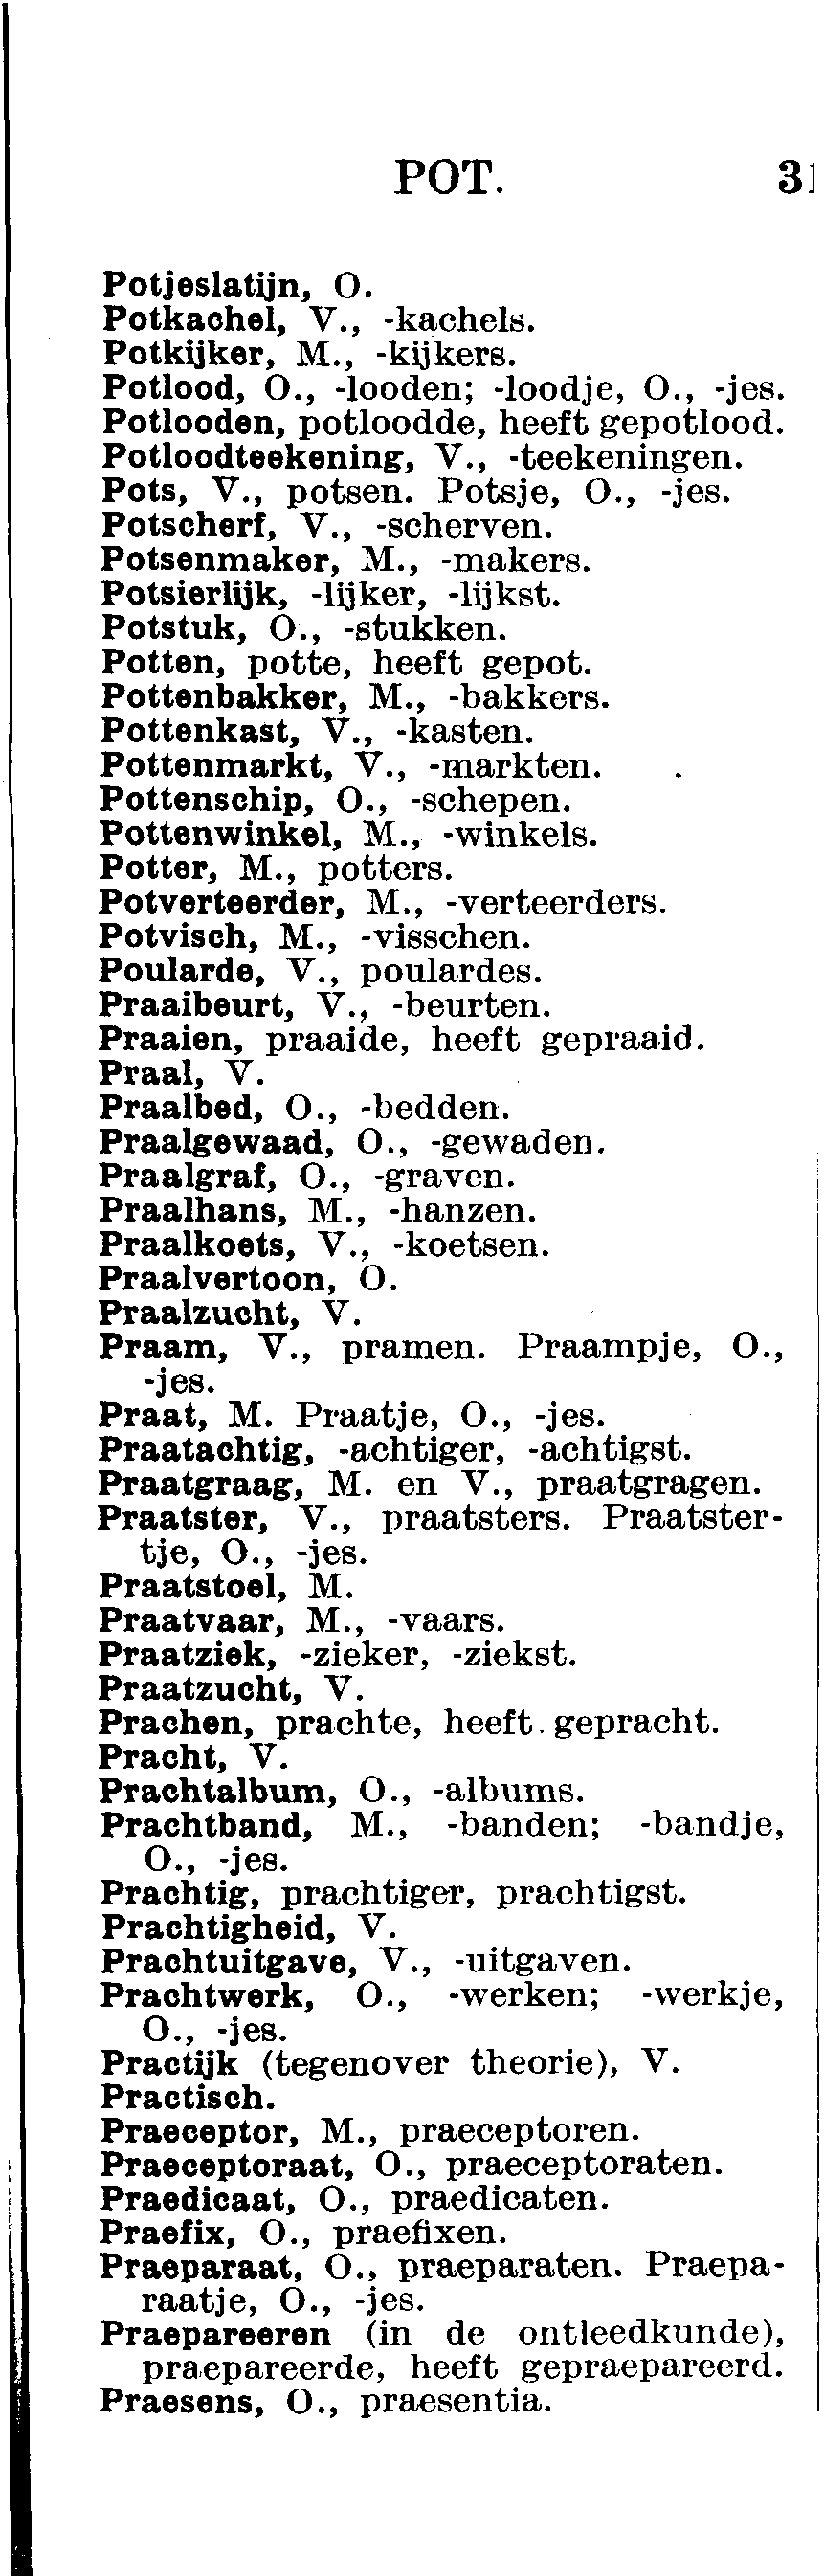 POT.
Potjeslatijn, O.
Potkachel, V., -kachels.
Potkijker, M., -kijkers.
Potlood, O., -looden; -loodje, O., -jes.
Potlooden, potloodde, heeft gepotlood.
Potloodteekening, V., -teekeningen.
Pots, V., potsen. Potsje, O., -jes.
Potscherf, V., -scherven.
Potsenmaker, M., -makers.
Potsierlijk, -lijker, -lijkst.
Potstuk, O., -stukken.
Potten, potte, heeft gepot.
Pottenbakker, M., -bakkers.
Pottenkast, V., -kasten.
Pottenmarkt, V., -markten.
Pottenschip, O., -schepen.
Pottenwinkel, M., -winkels.
Potter, M., potters.
Potverteerder, M., -verteerders.
Potvisch, M., -visschen.
Poularde, V., poulardes.
Praaibeurt, V., -beurten.
Praaien, praaide, heeft gepraaid.
Praal, V.
Praalbed, O., -bedden.
Praalgewaad, O., -gewaden.
Praalgraf, O., -graven.
Praalhans, M., -hanzen.
Praalkoets, V., -koetsen.
Praalvertoon, O.
Praalzucht, V.
Praam, V., pramen. Praampje, O.,
-jes.
Praat, M. Praatje, O., -jes.
Praatachtig, -achtiger, -achtigst.
Praatgraag, M. en V., praatgragen.
Praatster, V., praatsters. Praatster-
tje, O., -jes.
Praatstoel, M.
Praatvaar, M., -vaars.
Praatziek, -zieker, -ziekst.
Praatzucht, V.
Prachen, prachte, heeft gepracht.
Pracht, V.
Prachtalbum, O., -albums.
Prachtband, M., -banden; -bandje,
O., -jes.
Prachtig, prachtiger, prachtigst.
Prachtigheid, V.
Prachtuitgave, V., -uitgaven.
Prachtwerk, O., -werken; -werkje,
O., -jes.
Practijk (tegenover theorie), V.
Practisch.
Praeceptor, M., praeceptoren.
Praeceptoraat, O., praeceptoraten.
Praedicaat, O., praedicaten.
Praefix, O., praefixen.
Praeparaat, O., praeparaten. Praepa-
raatje, O., -jes.
Praepareeren (in de ontleedkunde),
praepareerde, heeft gepraepareerd.
Praesens, O., praesentia.